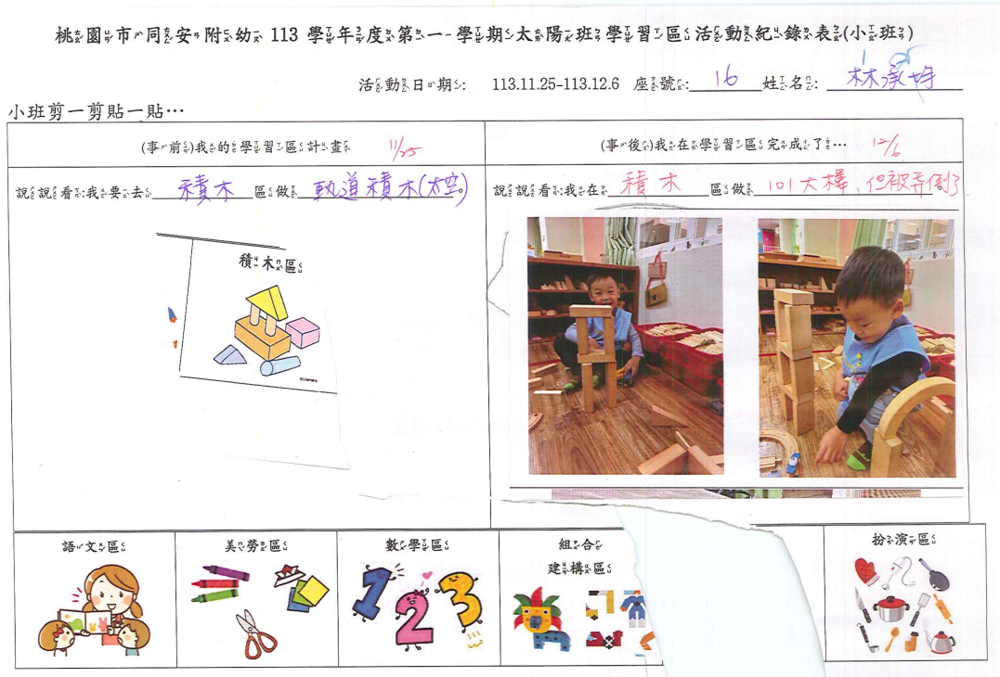 桃園市同安附幼 113 學年度第一-學期太陽班學習區活動紀錄表(小班)
活動日期: 113.11.25-113.12.6 座號: 16 姓名: 林承
小班剪一剪貼一貼…
(事前)我的學習區計畫 11/25
(事後)我在學習區完成了… 12/6
說說看:我要去 積木 區做 軌道積木(太空)。
說說看:我在 積木 區做 101大樓、但被弄倒了
積木區
語文區
美勞區
數學區
組合
建構區
扮演區
1 2 3